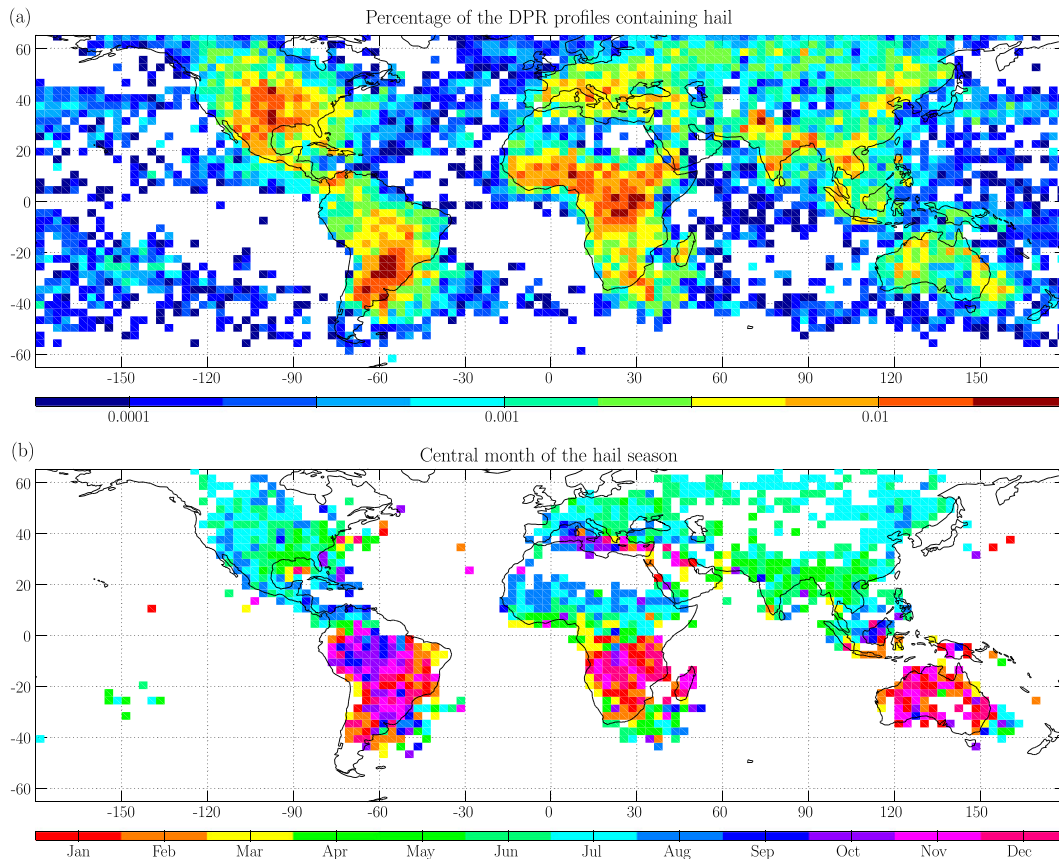 (a)
Percentage of the DPR profiles containing hail
60
40
20
0
-20
-40
-60
-150 -120 -90 -60 -30 0 30 60 90 120 150
0.0001 0.001 0.01
(b)
Central month of the hail season
60
40
20
0
-20
-40
-60
-150 -120 -90 -60 -30 0 30 60 90 120 150
Jan Feb Mar Apr May Jun Jul Aug Sep Oct Nov Dec